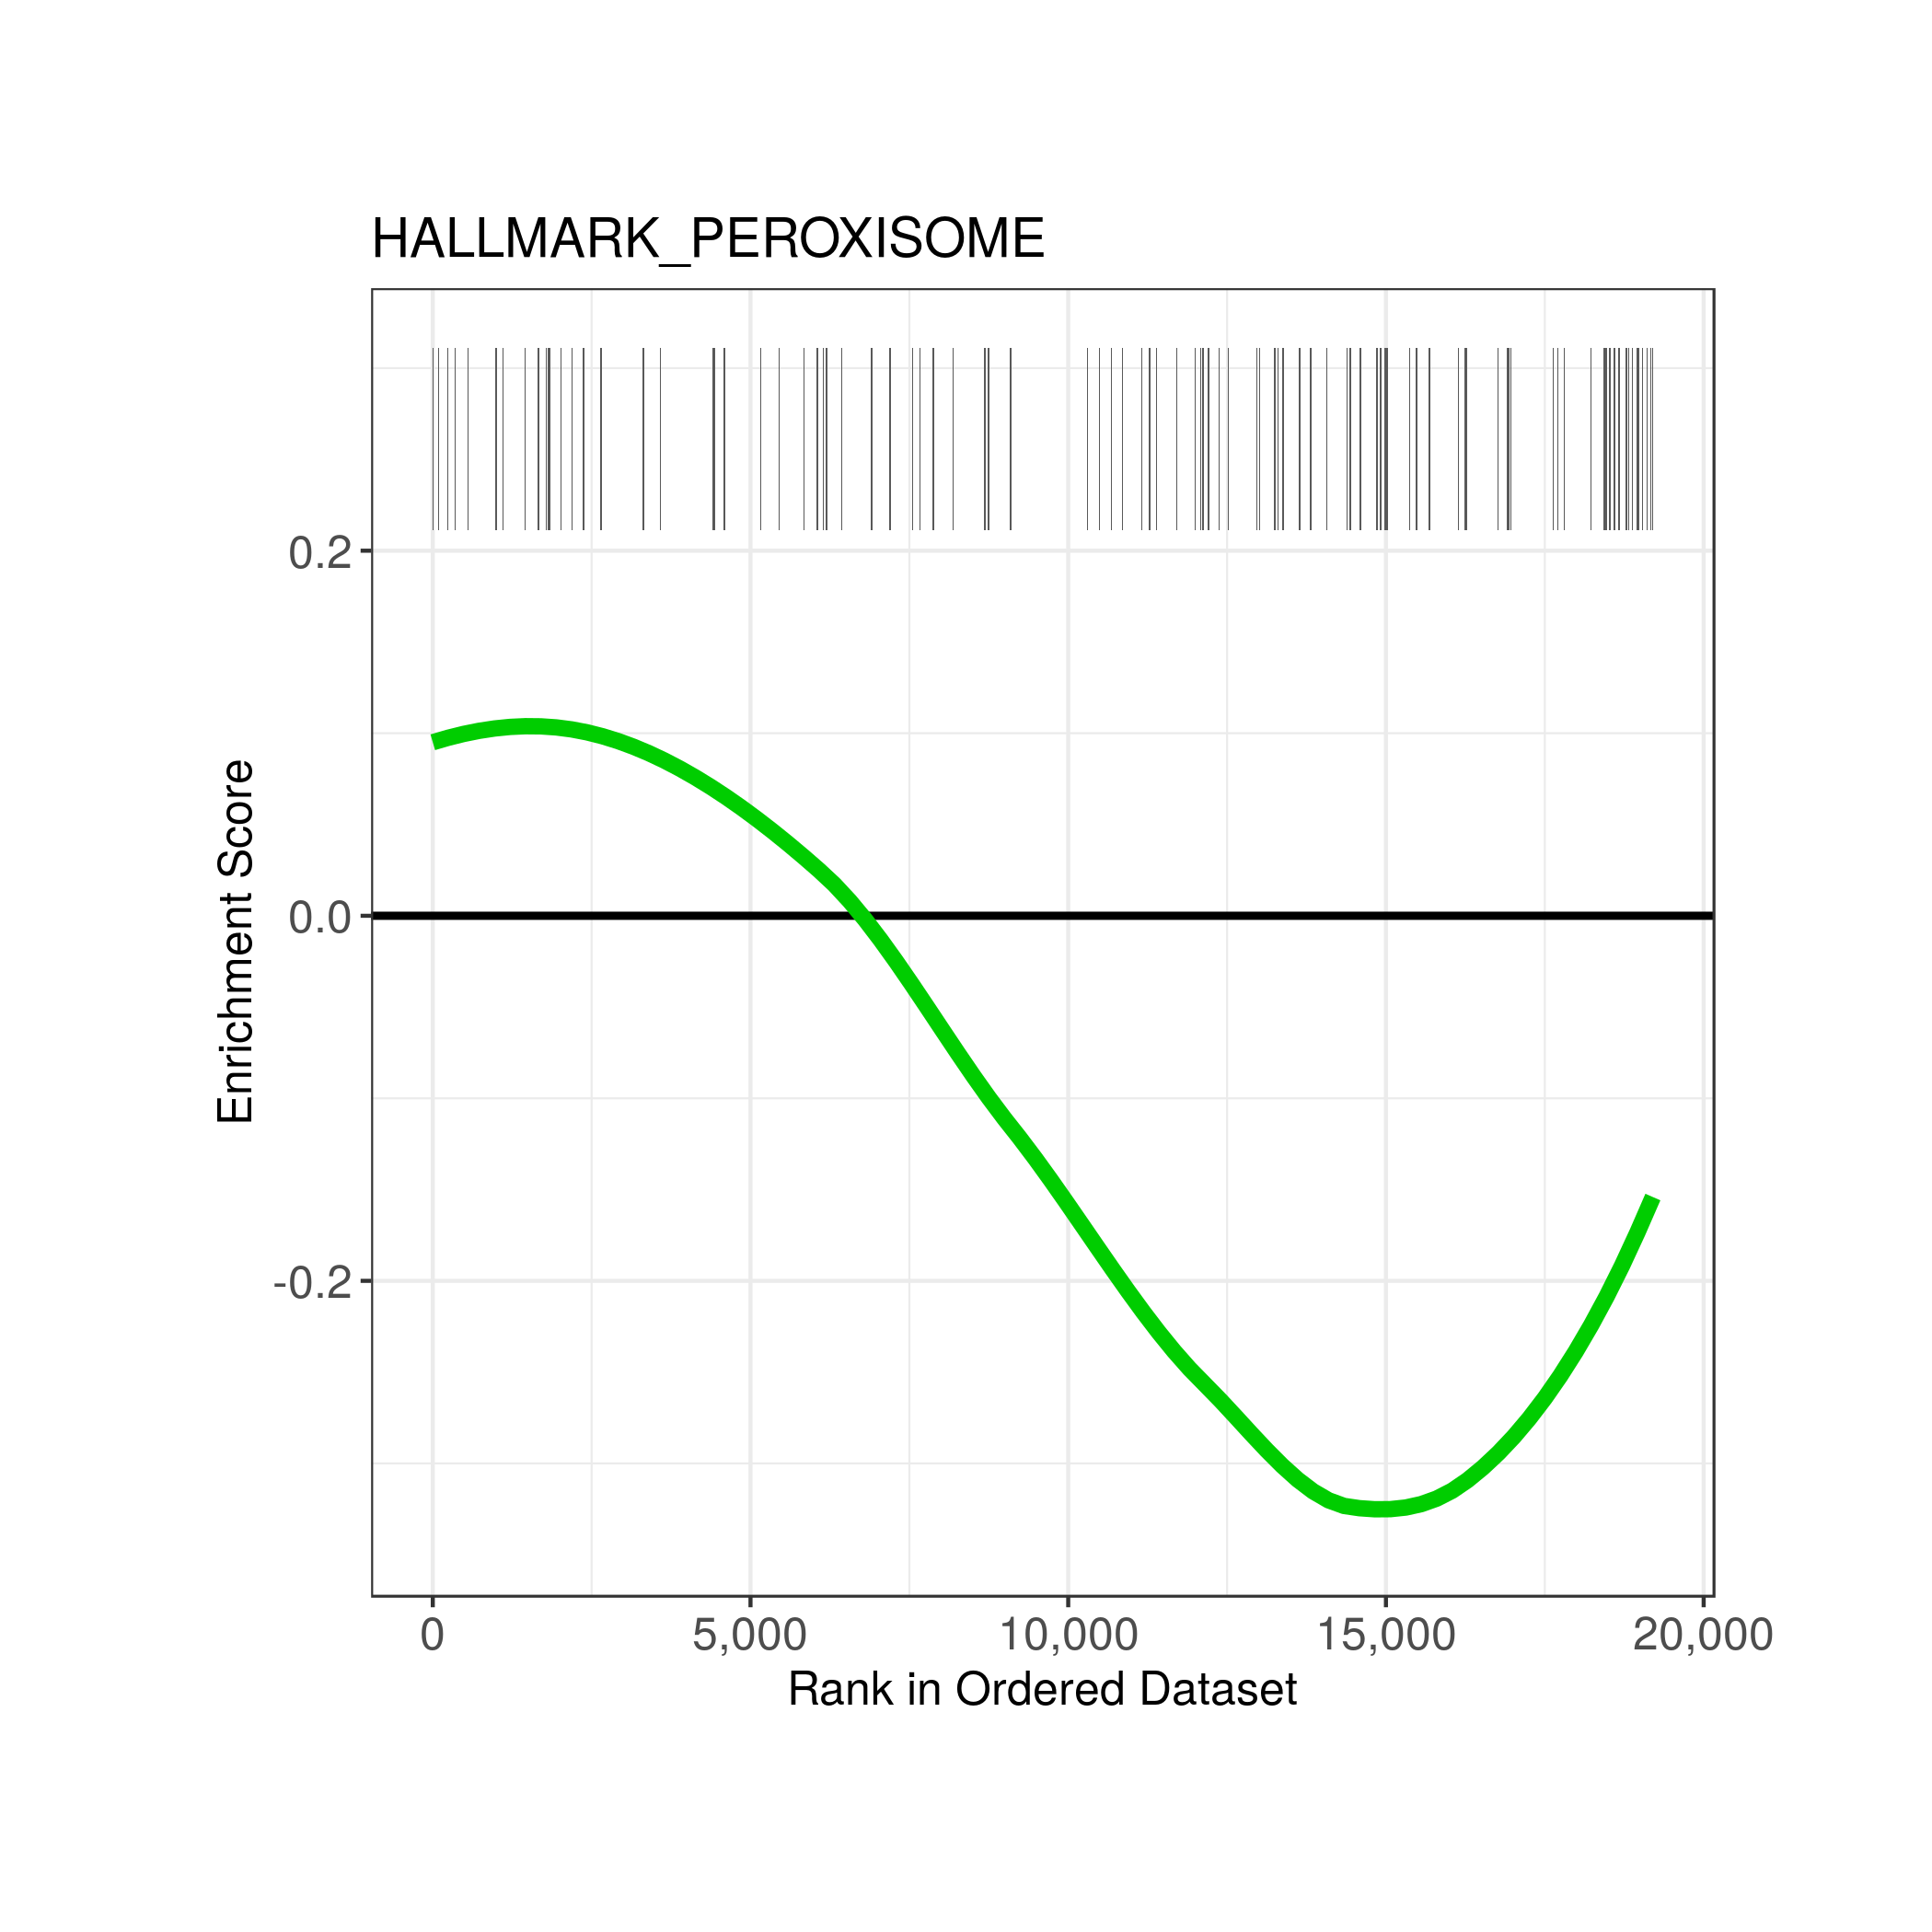 HALLMARK_PEROXISOME
0.2
0.0
-0.2
Enrichment Score
0
5,000
10,000
15,000
20,000
Rank in Ordered Dataset